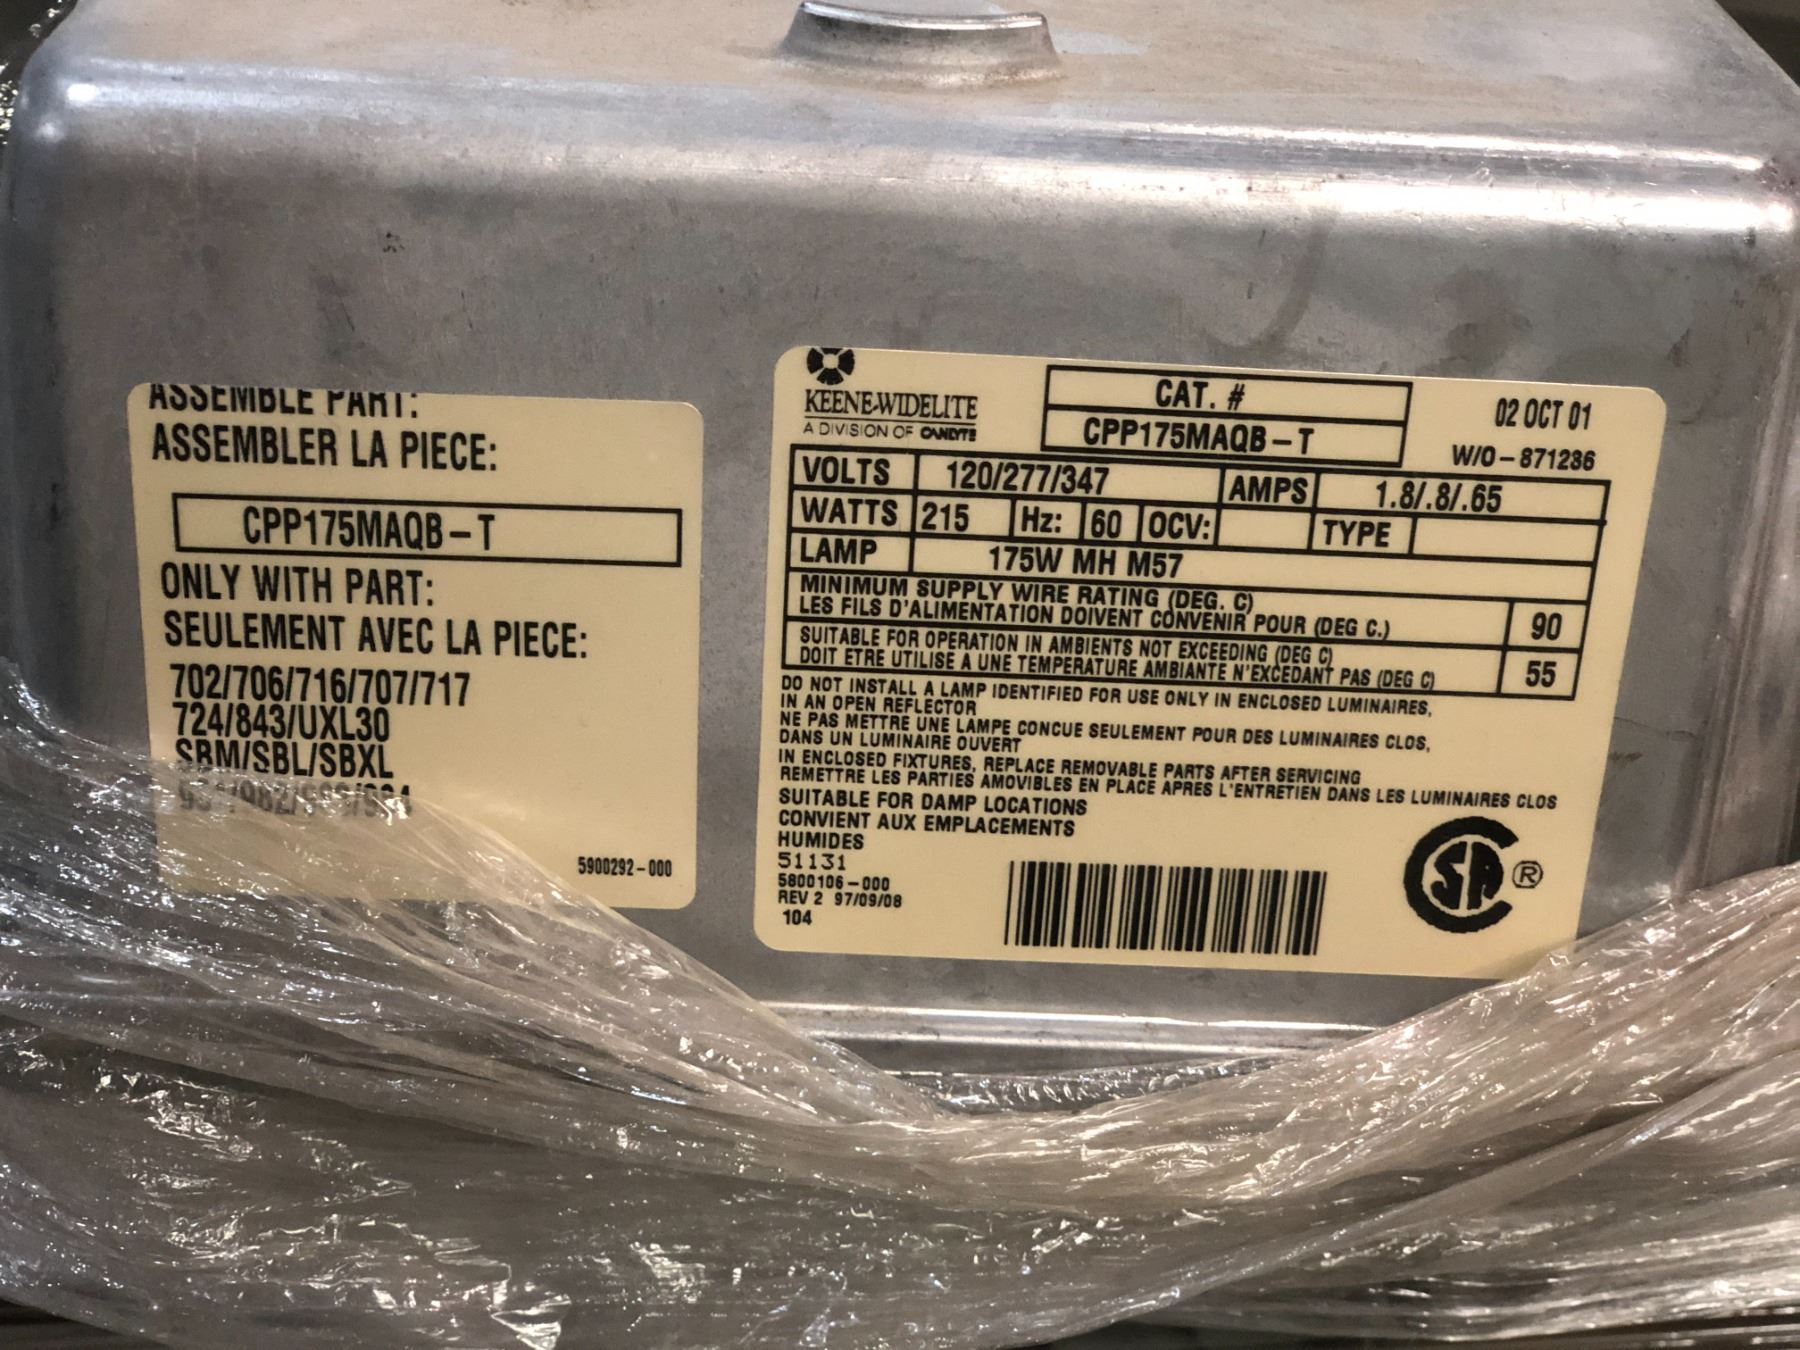 ASSEMBLE PART:
ASSEMBLER LA PIECE:
CPP175MAQB-T
ONLY WITH PART:
SEULEMENT AVEC LA PIECE:
702/706/716/707/717
724/843/UXL30
SBM/SBL/SBXL
5900292-000
KEENE-WIDELITE
A DIVISION OF CANLYTE
CAT. #
CPP175MAQB-T
02 OCT 01
W/O-871286
VOLTS 120/277/347 AMPS 1.8/.8/.65
WATTS 215 Hz: 60 OCV: TYPE
LAMP 175W MH M57
MINIMUM SUPPLY WIRE RATING (DEG. C)
LES FILS D'ALIMENTATION DOIVENT CONVENIR POUR (DEG C.) 90
SUITABLE FOR OPERATION IN AMBIENTS NOT EXCEEDING (DEG C)
DOIT ETRE UTILISE A UNE TEMPERATURE AMBIANTE N'EXCEDANT PAS (DEG C) 55
DO NOT INSTALL A LAMP IDENTIFIED FOR USE ONLY IN ENCLOSED LUMINAIRES,
IN AN OPEN REFLECTOR
NE PAS METTRE UNE LAMPE CONCUE SEULEMENT POUR DES LUMINAIRES CLOS,
DANS UN LUMINAIRE OUVERT
IN ENCLOSED FIXTURES, REPLACE REMOVABLE PARTS AFTER SERVICING
REMETTRE LES PARTIES AMOVIBLES EN PLACE APRES L'ENTRETIEN DANS LES LUMINAIRES CLOS
SUITABLE FOR DAMP LOCATIONS
CONVIENT AUX EMPLACEMENTS
HUMIDES
51131
5800106-000
REV 2 97/09/08
104
SA ®